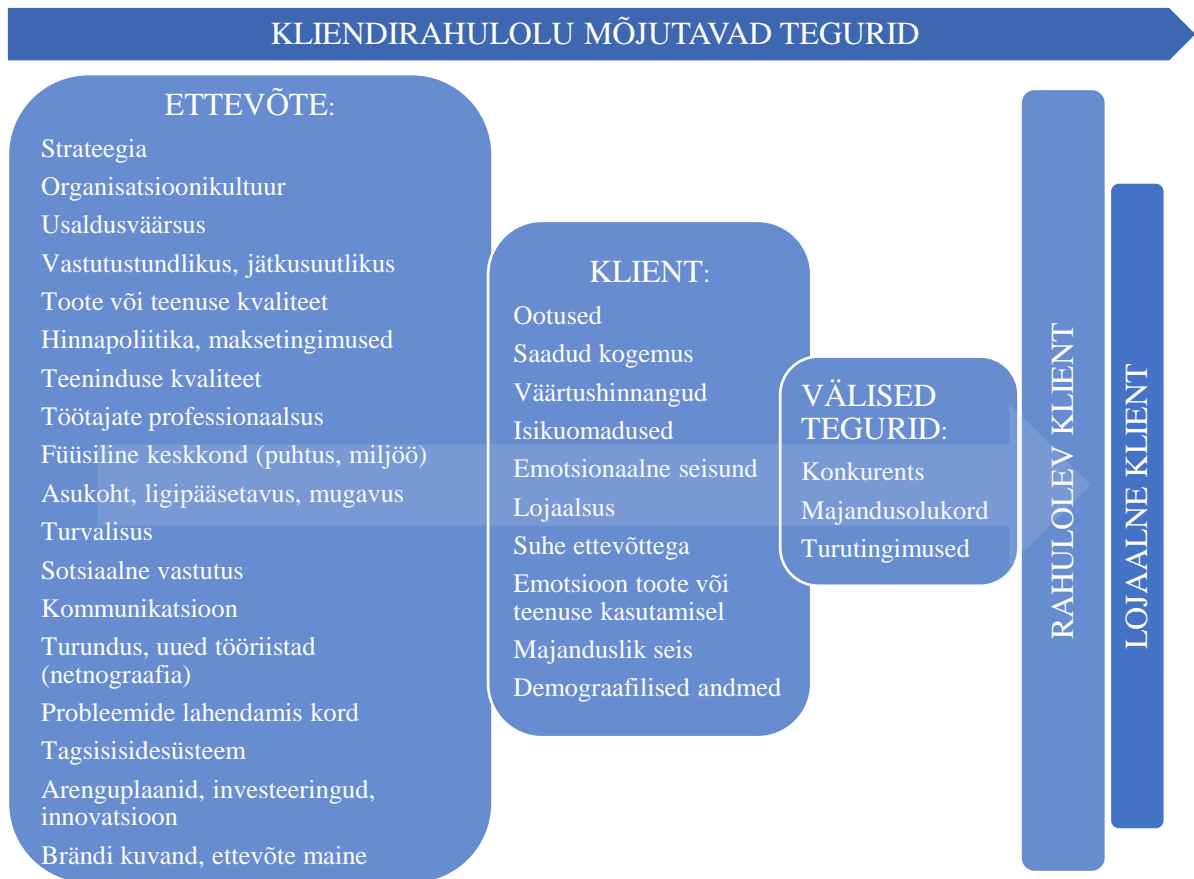 KLIENDIRAHULOLU MÕJUTAVAD TEGURID
ETTEVÕTE:
Strateegia
Organisatsioonikultuur
Usaldusväärsus
Vastutustundlikus, jätkusuutlikus
Toote või teenuse kvaliteet
Hinnapoliitika, maksetingimused
Teeninduse kvaliteet
Töötajate professionaalsus
Füüsiline keskkond (puhtus, miljöö)
Asukoht, ligipääsetavus, mugavus
Turvalisus
Sotsiaalne vastutus
Kommunikatsioon
Turundus, uued tööriistad
(netnograafia)
Probleemide lahendamis kord
Tagsisisidesüsteem
Arenguplaanid, investeeringud,
innovatsioon
Brändi kuvand, ettevõte maine
KLIENT:
Ootused
Saadud kogemus
Väärtushinnangud
Isikuomadused
Emotsionaalne seisund
Lojaalsus
Suhe ettevõttega
Emotsioon toote või
teenuse kasutamisel
Majanduslik seis
Demograafilised andmed
VÄLISED
TEGURID:
Konkurents
Majandusolukord
Turutingimused
RAHULOLEV KLIENT
LOJAALNE KLIENT